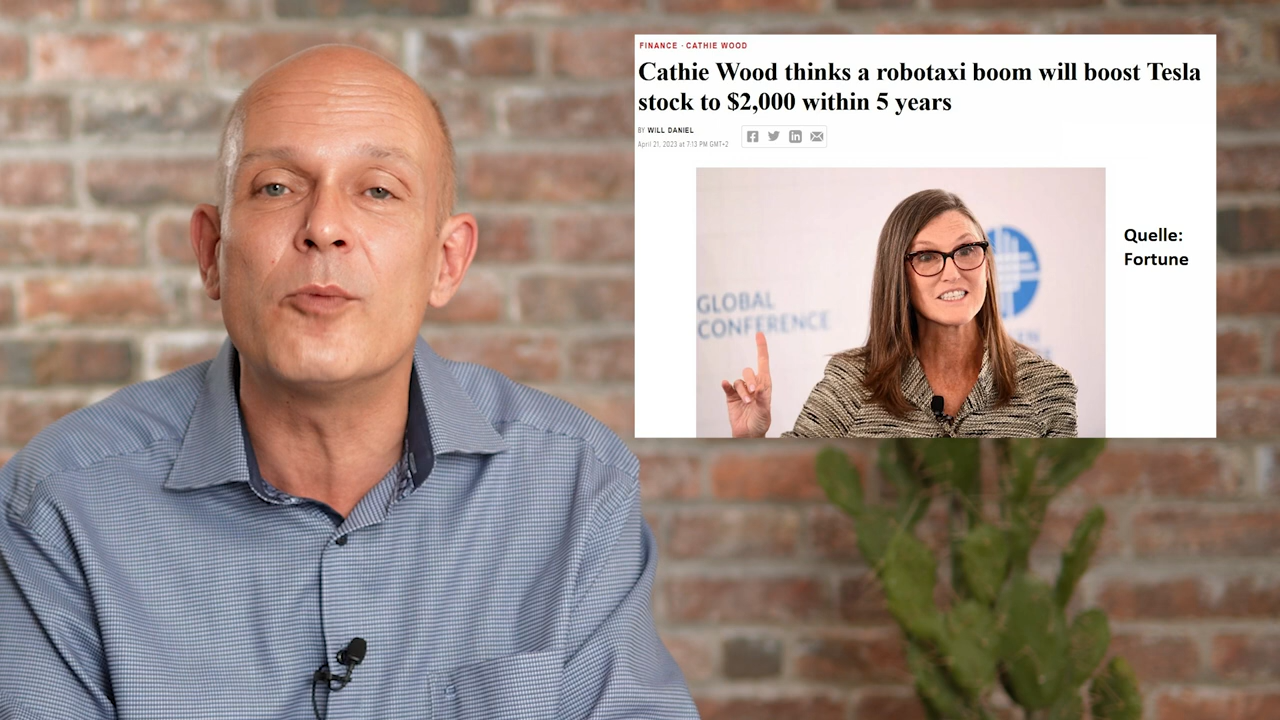 FINANCE · CATHIE WOOD
Cathie Wood thinks a robotaxi boom will boost Tesla
stock to $2,000 within 5 years
BY WILL DANIEL
April 21, 2023 at 7:13 PM GMT+2
GLOBAL
CONFERENCE
Quelle:
Fortune